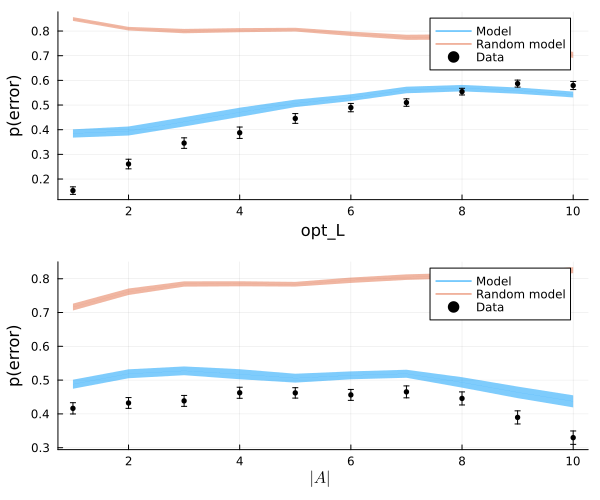 0.8
0.7
0.6
0.5
0.4
0.3
0.2
p(error)
Model
Random model
Data
2 4 6 8 10
opt_L
0.8
0.7
0.6
0.5
0.4
0.3
p(error)
Model
Random model
Data
2 4 6 8 10
|A|